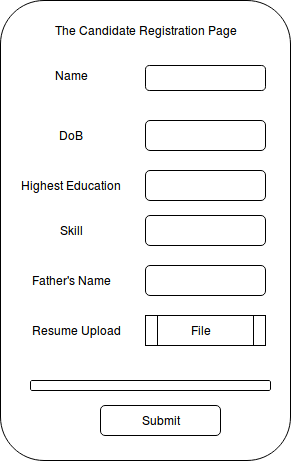 The Candidate Registration Page
Name
DoB
Highest Education
Skill
Father's Name
Resume Upload File
Submit